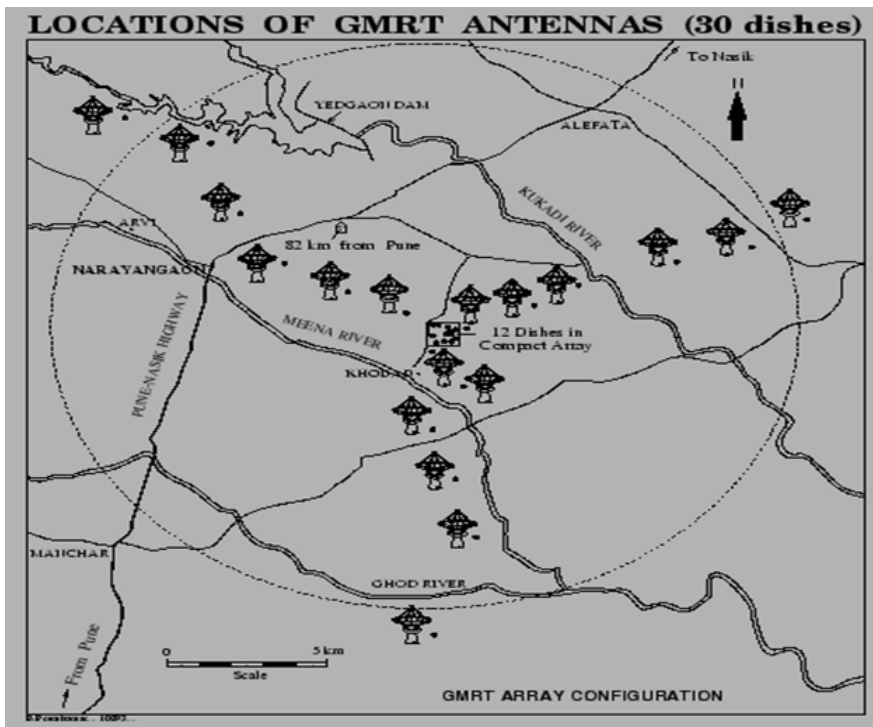 LOCATIONS OF GMRT ANTENNAS (30 dishes)
To Nasik
N
YEDGAON DAM
ALEFATA
KUKADI RIVER
ARVI
82 km from Pune
NARAYANGAON
MEENA RIVER
12 Dishes in
Compact Array
PUNE-NASIK HIGHWAY
KHODAD
MANCHAR
GHOD RIVER
From Pune
0
5 km
Scale
GMRT ARRAY CONFIGURATION